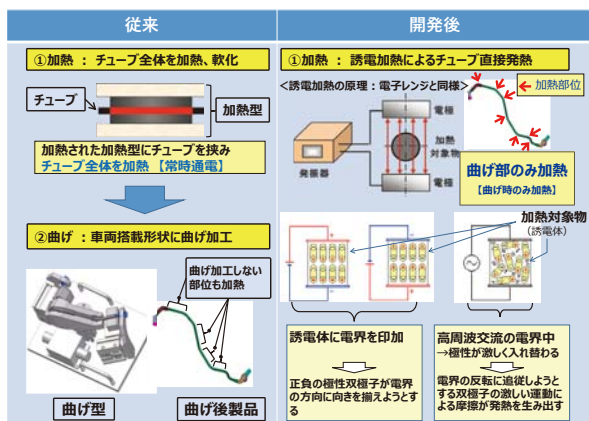 従来
①加熱 : チューブ全体を加熱、軟化
チューブ
加熱型
加熱された加熱型にチューブを挟み
チューブ全体を加熱 【常時通電】
②曲げ : 車両搭載形状に曲げ加工
曲げ加工しない
部位も加熱
曲げ型
曲げ後製品
開発後
①加熱 : 誘電加熱によるチューブ直接発熱
<誘電加熱の原理:電子レンジと同様>
加熱部位
電極
加熱
対象物
発振器
電極
曲げ部のみ加熱
【曲げ時のみ加熱】
加熱対象物
(誘電体)
誘電体に電界を印加
正負の極性双極子が電界
の方向に向きを揃えようとす
る
高周波交流の電界中
→極性が激しく入れ替わる
電界の反転に追従しようと
する双極子の激しい運動に
よる摩擦が発熱を生み出す